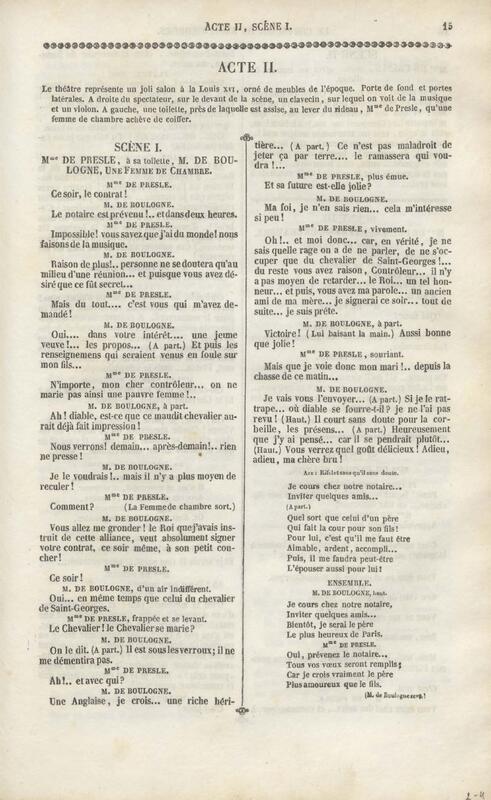 ACTE II, SCÈNE I. 15
ACTE II.
Le théâtre représente un joli salon à la Louis XVI, orné de meubles de l'époque. Porte de fond et portes
latérales. A droite du spectateur, sur le devant de la scène, un clavecin, sur lequel on voit de la musique
et un violon. A gauche, une toilette, près de laquelle est assise, au lever du rideau, Mme de Presle, qu'une
femme de chambre achève de coiffer.
SCÈNE I.
Mme DE PRESLE, à sa toilette, M. DE BOU-
LOGNE, UNE FEMME DE CHAMBRE.
Mme DE PRESLE.
Ce soir, le contrat!
M. DE BOULOGNE.
Le notaire est prévenu!.. et dans deux heures.
Mme DE PRESLE.
Impossible! vous savez que j'ai du monde! nous
faisons de la musique.
M. DE BOULOGNE.
Raison de plus!.. personne ne se doutera qu'au
milieu d'une réunion... et puisque vous avez dé-
siré que ce fût secret...
Mme DE PRESLE.
Mais du tout.... c'est vous qui m'avez de-
mandé!
M. DE BOULOGNE.
Oui.... dans votre intérêt.... une jeune
veuve!... les propos... (A part.) Et puis les
renseignemens qui seraient venus en foule sur
mon fils...
Mme DE PRESLE.
N'importe, mon cher contrôleur... on ne
marie pas ainsi une pauvre femme!..
M. DE BOULOGNE, à part.
Ah! diable, est-ce que ce maudit chevalier au-
rait déjà fait impression!
Mme DE PRESLE.
Nous verrons! demain... après-demain!.. rien
ne presse!
M. DE BOULOGNE.
Je le voudrais!.. mais il n'y a plus moyen de
reculer!
Mme DE PRESLE.
Comment? (La Femme de chambre sort.)
M. DE BOULOGNE.
Vous allez me gronder! le Roi que j'avais ins-
truit de cette alliance, veut absolument signer
votre contrat, ce soir même, à son petit con-
cher!
Mme DE PRESLE.
Ce soir!
M. DE BOULOGNE, d'un air indifférent.
Oui... en même temps que celui du chevalier
de Saint-Georges.
Mme DE PRESLE, frappée et se levant.
Le Chevalier! le Chevalier se marie?
M. DE BOULOGNE.
On le dit. (A part.) Il est sous les verroux; il ne
me démentira pas.
Mme DE PRESLE.
Ah!.. et avec qui?
M. DE BOULOGNE.
Une Anglaise, je crois... une riche héri-
tière... (A part.) Ce n'est pas maladroit de
jeter ça par terre.... le ramassera qui vou-
dra!...
Mme DE PRESLE, plus émue.
Et sa future est-elle jolie?
M. DE BOULOGNE.
Ma foi, je n'en sais rien... cela m'intéresse
si peu!
Mme DE PRESLE, vivement.
Oh!.. et moi donc... car, en vérité, je ne
sais quelle rage on a de ne parler, de ne s'oc-
cuper que du chevalier de Saint-Georges!...
du reste vous avez raison, Contrôleur... il n'y
a pas moyen de retarder... le Roi... un tel hon-
neur... et puis, vous avez ma parole... un ancien
ami de ma mère... je signerai ce soir... tout de
suite... je suis prête.
M. DE BOULOGNE, à part.
Victoire! (Lui baisant la main.) Aussi bonne
que jolie!
Mme DE PRESLE, souriant.
Mais que je voie donc mon mari!.. depuis la
chasse de ce matin...
M. DE BOULOGNE.
Je vais vous l'envoyer... (A part.) Si je le rat-
trape... où diable se fourre-t-il? je ne l'ai pas
revu! (Haut.) Il court sans doute pour la cor-
beille, les présens... (A part.) Heureusement
que j'y ai pensé... car il se pendrait plutôt...
(Haut.) Vous verrez quel goût délicieux! Adieu,
adieu, ma chère bru!
qu'il sans doute.
Je cours chez notre notaire...
Inviter quelques amis...
(A part.)
Quel sort que celui d'un père
Qui fait la cour pour son fils!
Pour lui, c'est qu'il me faut être
Aimable, ardent, accompli...
Puis, il me faudra peut-être
L'épouser aussi pour lui!
ENSEMBLE.
M. DE BOULOGNE, haut.
Je cours chez notre notaire,
Inviter quelques amis...
Bientôt, je serai le père
Le plus heureux de Paris.
Mme DE PRESLE.
Oui, prévenez le notaire...
Tous vos vœux seront remplis;
Car je crois vraiment le père
Plus amoureux que le fils.
(M. de Boulogne sort.)